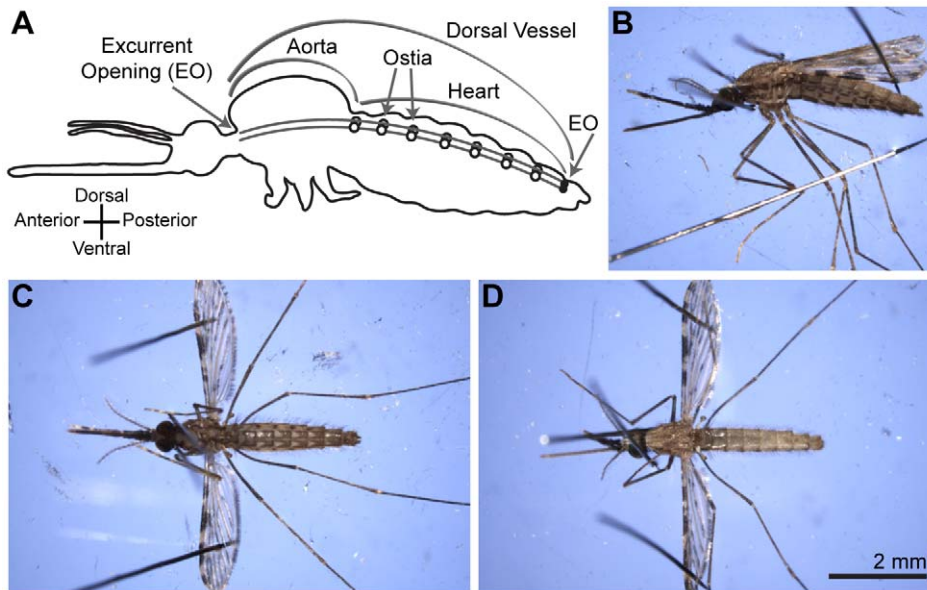 A
Excurrent
Opening (EO)
Aorta
Ostia
Dorsal Vessel
Heart
EO
Dorsal
Anterior
Posterior
Ventral
B
C
D
2 mm